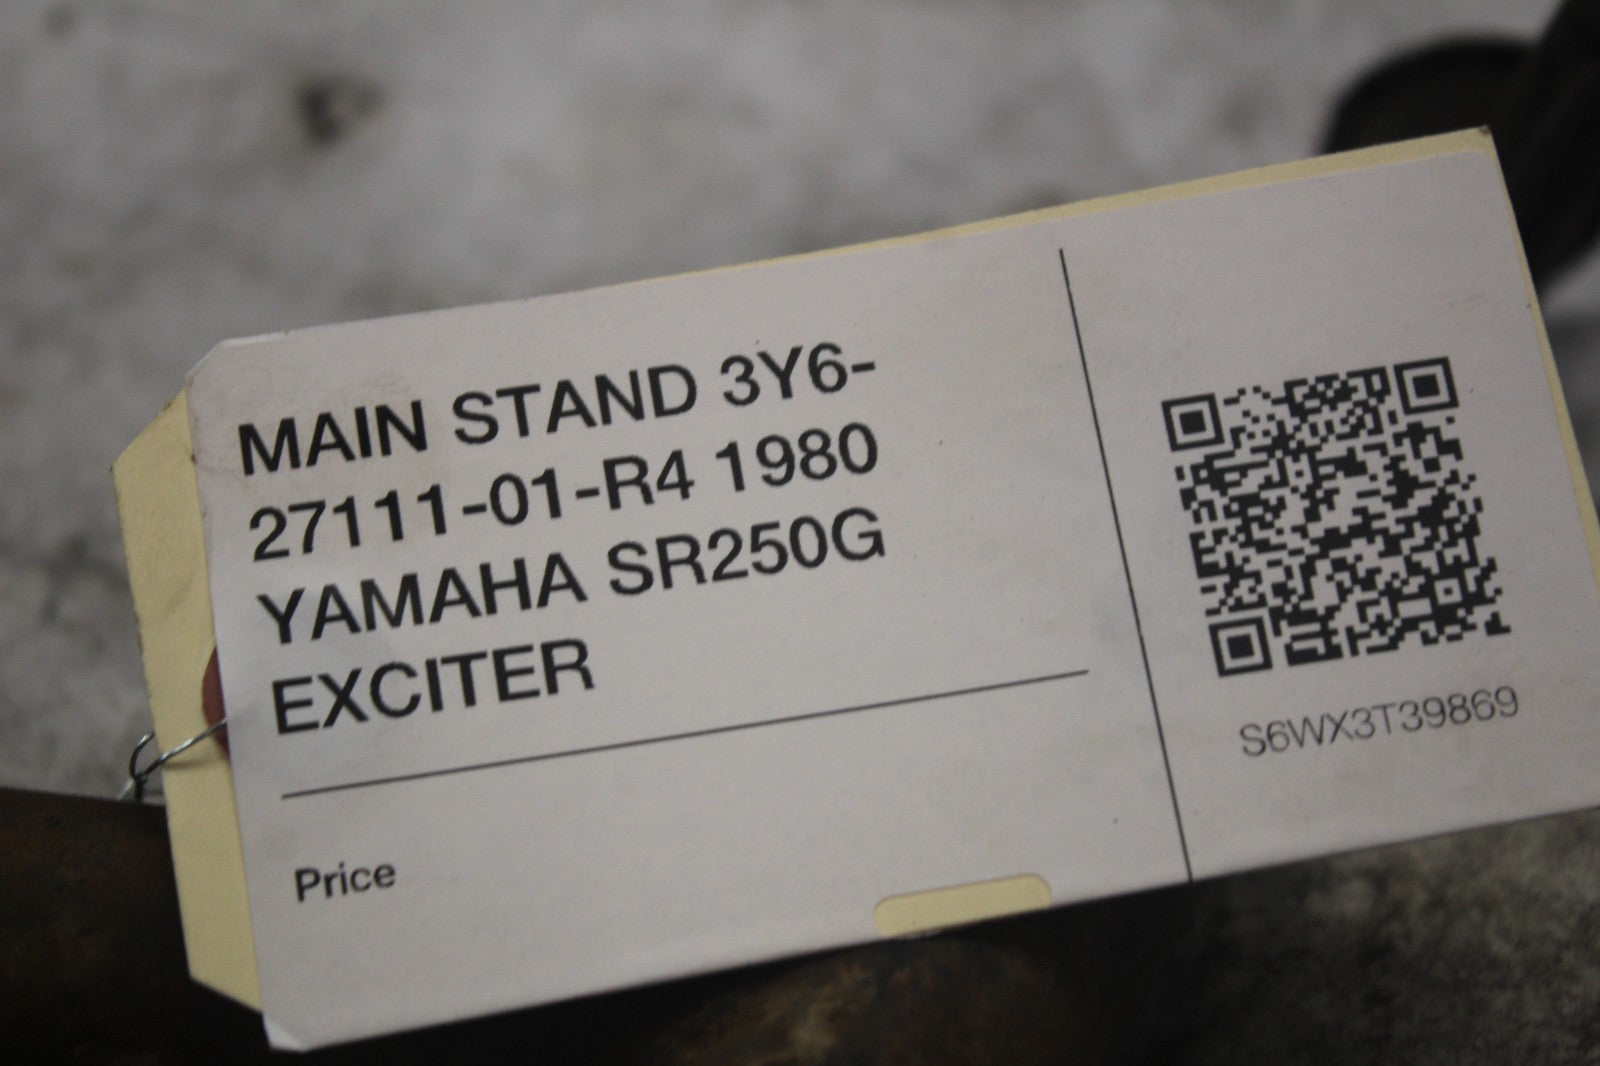 MAIN STAND 3Y6-
27111-01-R4 1980
YAMAHA SR250G
EXCITER
Price
S6WX3T39869